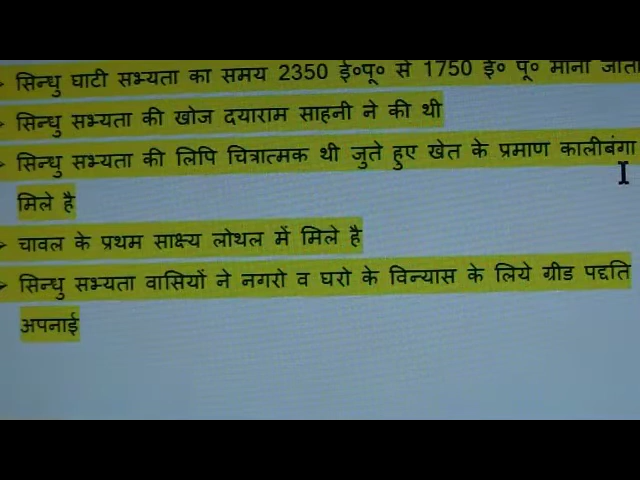 ➢ सिन्धु घाटी सभ्यता का समय 2350 ई०पू० से 1750 ई० पू० माना जाता
➢ सिन्धु सभ्यता की खोज दयाराम साहनी ने की थी
➢ सिन्धु सभ्यता की लिपि चित्रात्मक थी जुते हुए खेत के प्रमाण कालीबंगा
मिले है
➢ चावल के प्रथम साक्ष्य लोथल में मिले है
➢ सिन्धु सभ्यता वासियों ने नगरो व घरो के विन्यास के लिये ग्रीड पद्दति
अपनाई